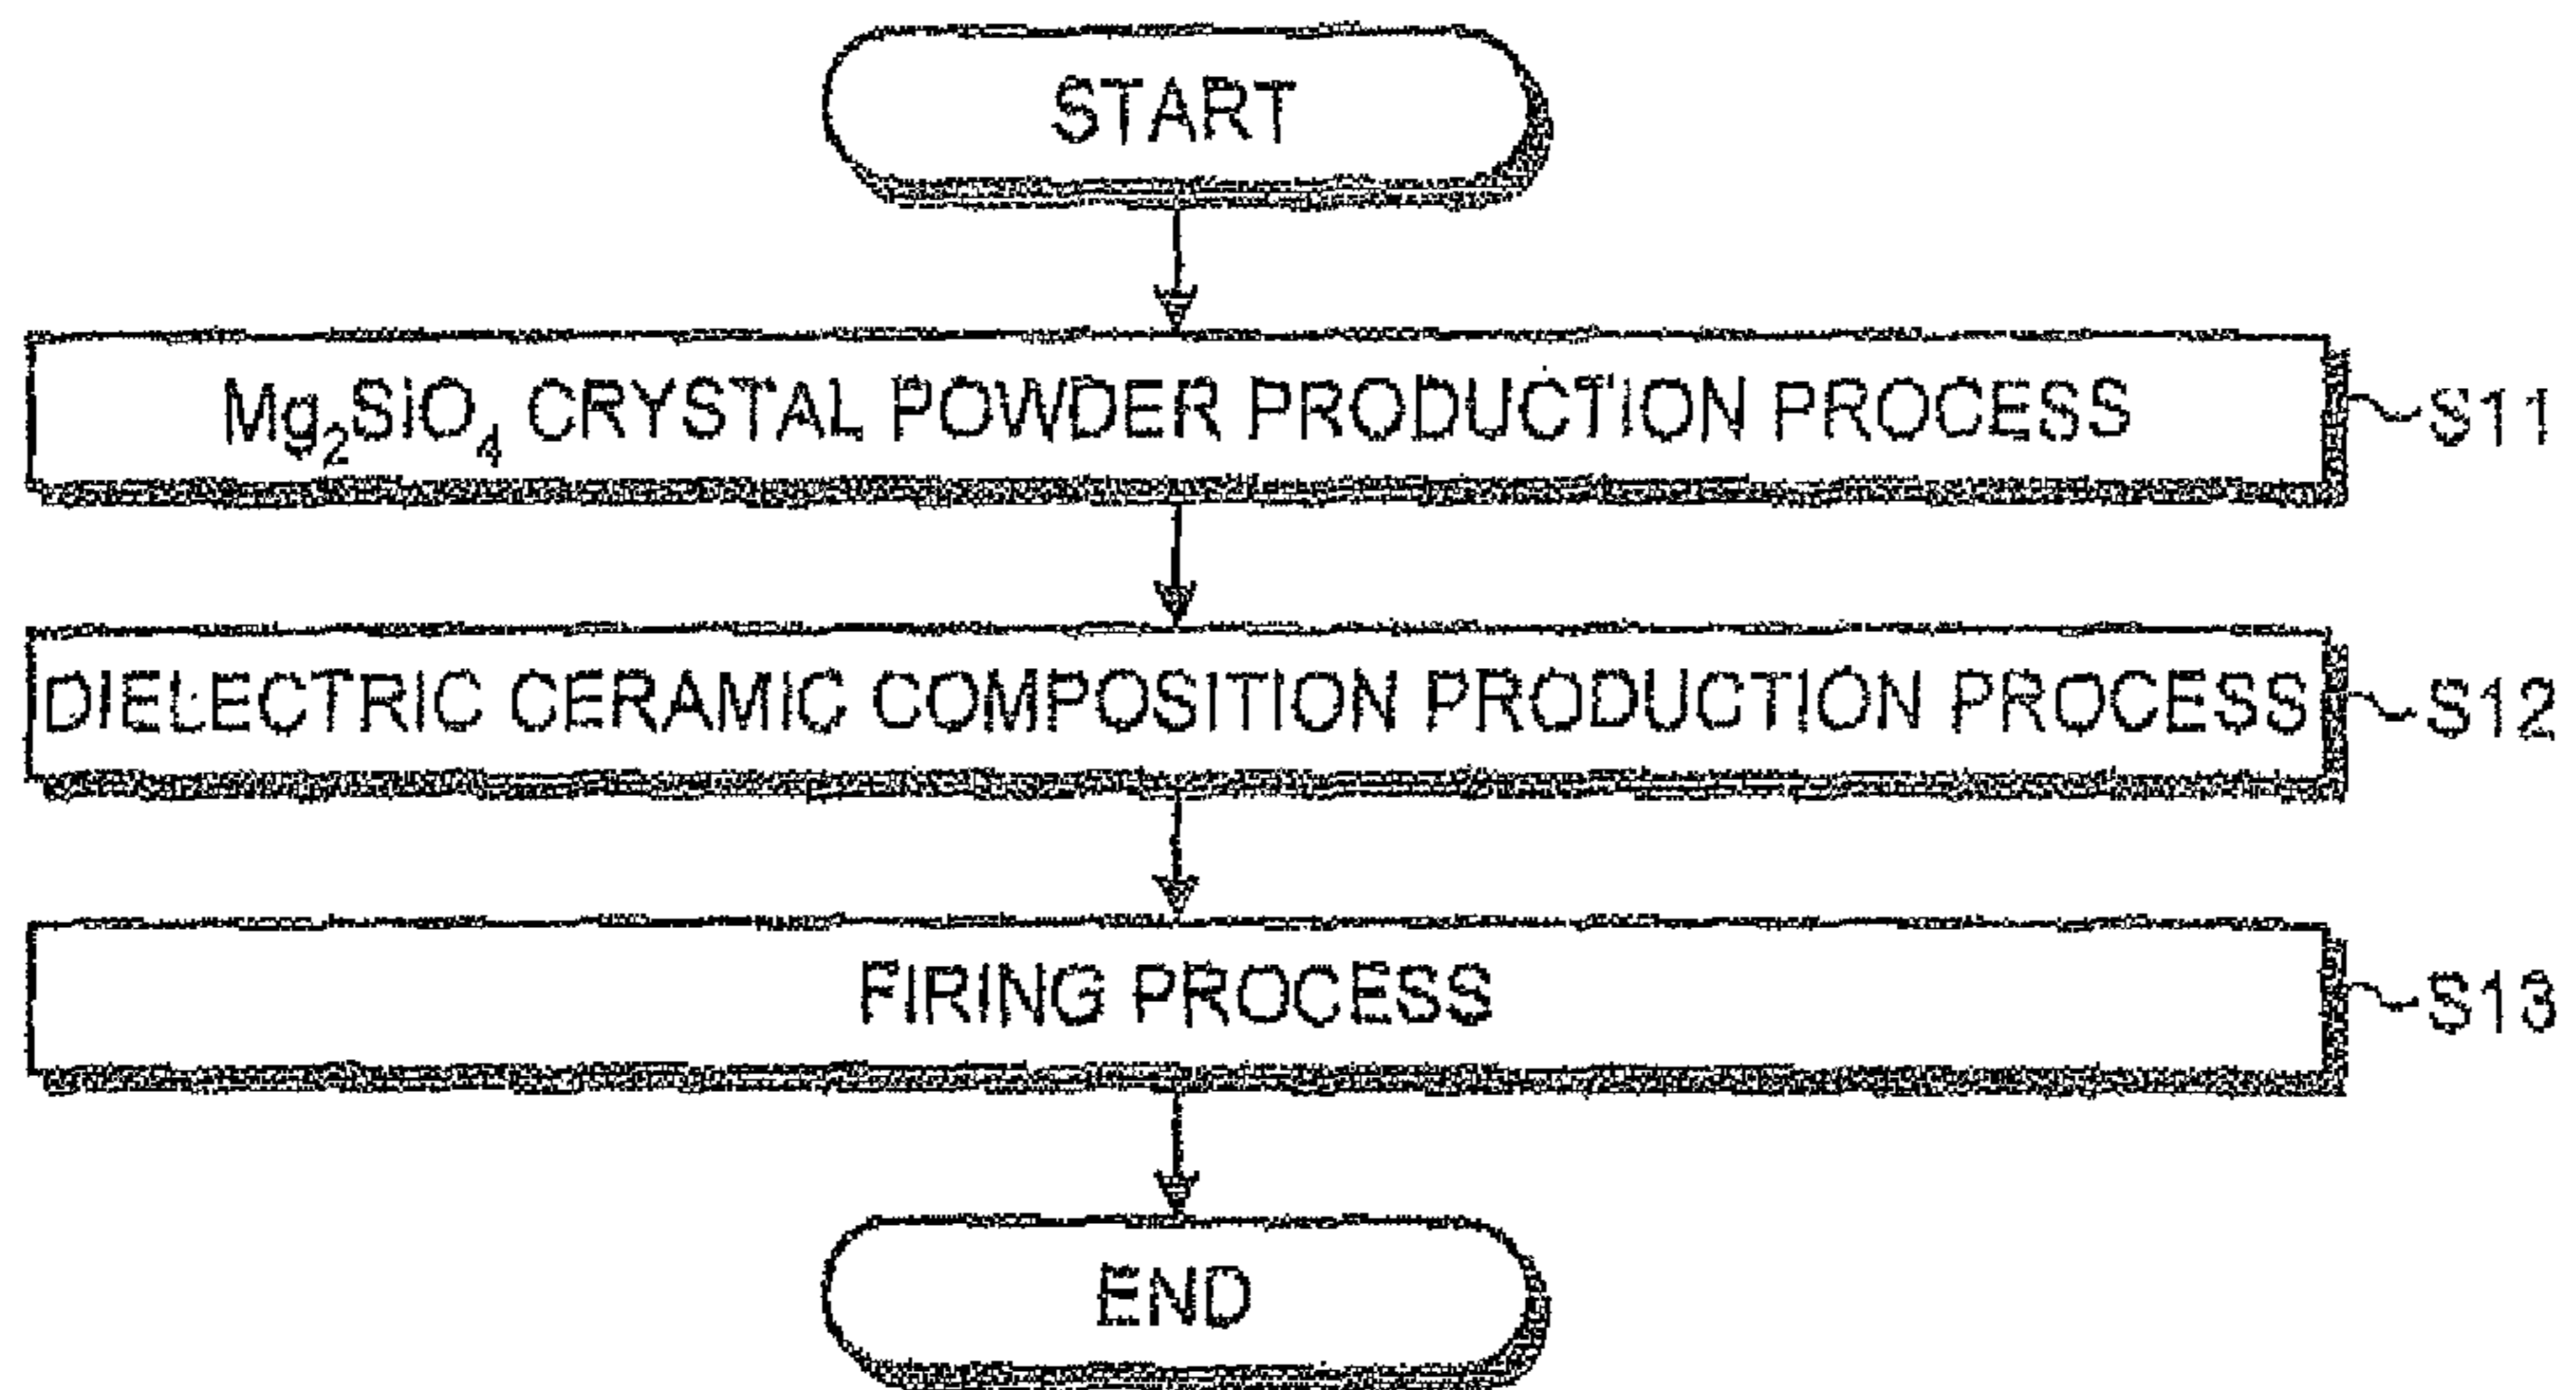 START
Mg₂SiO₄ CRYSTAL POWDER PRODUCTION PROCESS S11
DIELECTRIC CERAMIC COMPOSITION PRODUCTION PROCESS S12
FIRING PROCESS S13
END